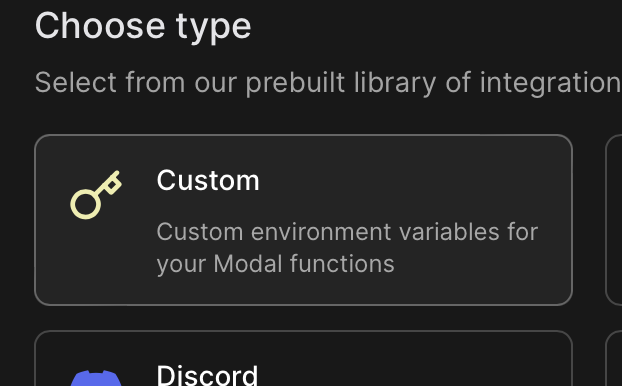 Choose type
Select from our prebuilt library of integration
Custom
Custom environment variables for
your Modal functions
Discord